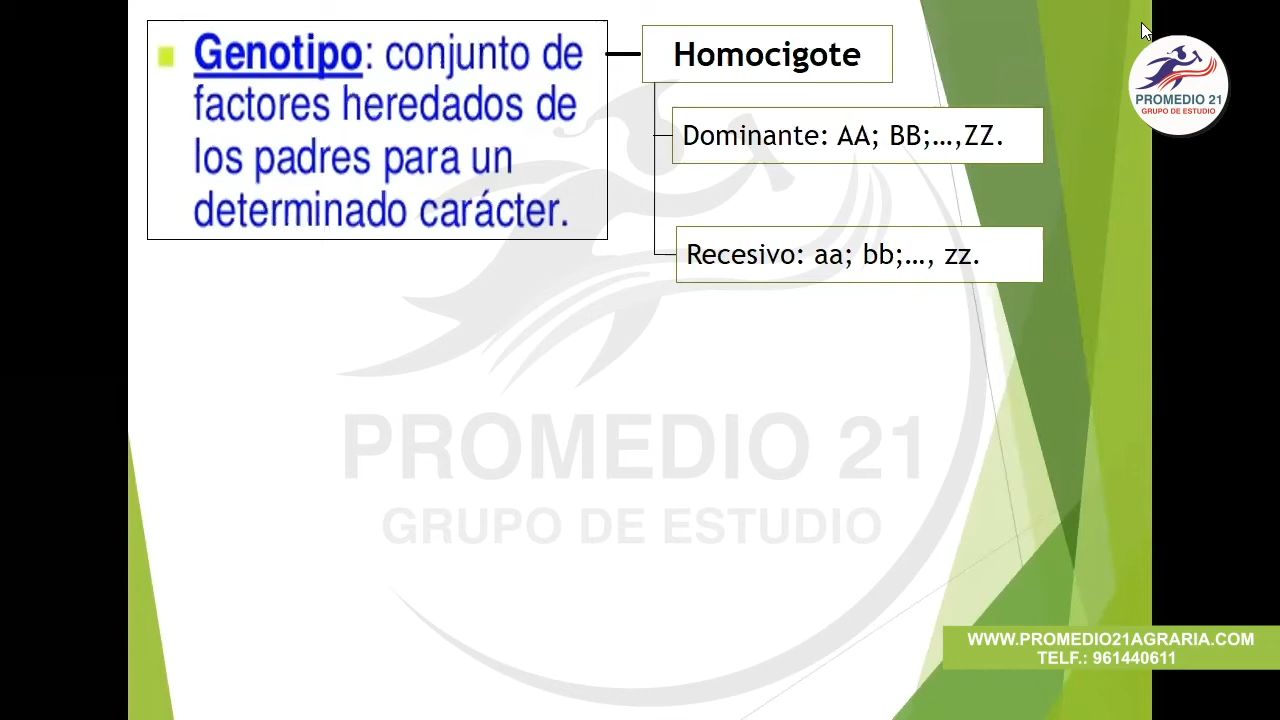 Genotipo: conjunto de
factores heredados de
los padres para un
determinado carácter.
Homocigote
Dominante: AA; BB;…,ZZ.
Recesivo: aa; bb;…, zz.
PROMEDIO 21
GRUPO DE ESTUDIO
PROMEDIO 21
GRUPO DE ESTUDIO
WWW.PROMEDIO21AGRARIA.COM
TELF.: 961440611